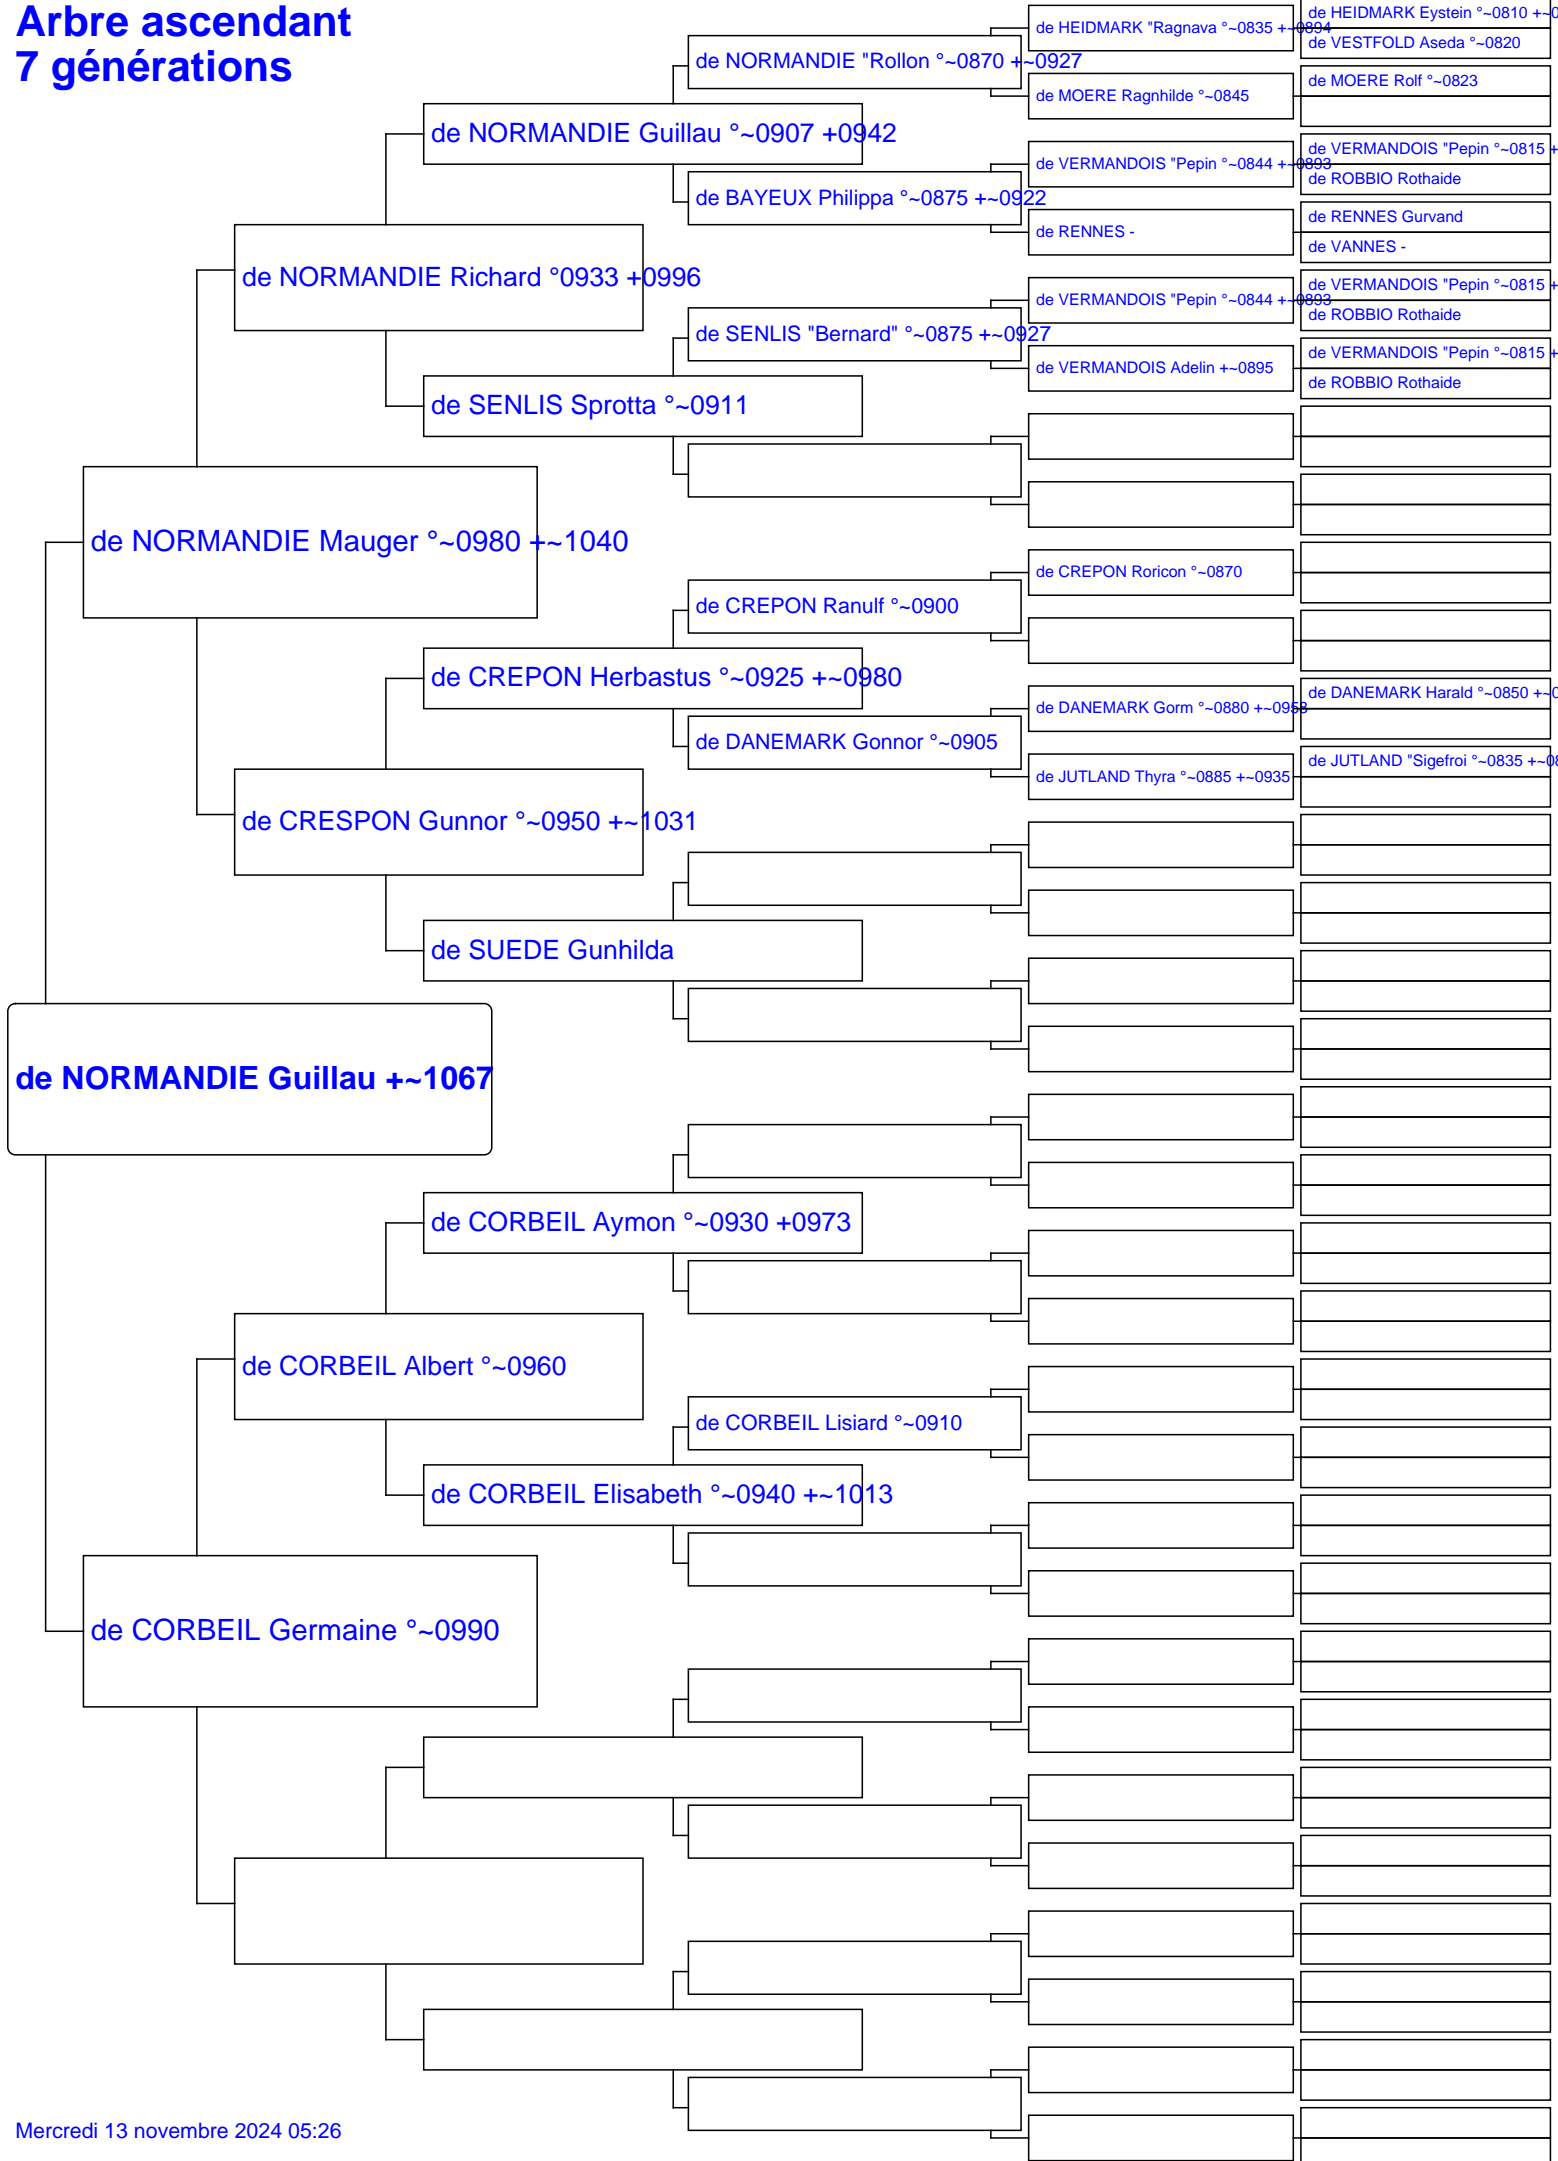 Arbre ascendant
7 générations
de HEIDMARK Eystein °~0810 +~0
de HEIDMARK "Ragnava °~0835 +~0894
de VESTFOLD Aseda °~0820
de NORMANDIE "Rollon °~0870 +~0927
de MOERE Rolf °~0823
de MOERE Ragnhilde °~0845
de NORMANDIE Guillau °~0907 +0942
de VERMANDOIS "Pepin °~0815 +
de VERMANDOIS "Pepin °~0844 +~0893
de ROBBIO Rothaide
de BAYEUX Philippa °~0875 +~0922
de RENNES Gurvand
de RENNES -
de VANNES -
de NORMANDIE Richard °0933 +0996
de VERMANDOIS "Pepin °~0815 +
de VERMANDOIS "Pepin °~0844 +~0893
de ROBBIO Rothaide
de SENLIS "Bernard" °~0875 +~0927
de VERMANDOIS "Pepin °~0815 +
de VERMANDOIS Adelin +~0895
de ROBBIO Rothaide
de SENLIS Sprotta °~0911
de NORMANDIE Mauger °~0980 +~1040
de CREPON Roricon °~0870
de CREPON Ranulf °~0900
de CREPON Herbastus °~0925 +~0980
de DANEMARK Harald °~0850 +~0
de DANEMARK Gorm °~0880 +~0958
de DANEMARK Gonnor °~0905
de JUTLAND "Sigefroi °~0835 +~08
de JUTLAND Thyra °~0885 +~0935
de CRESPON Gunnor °~0950 +~1031
de SUEDE Gunhilda
de NORMANDIE Guillau +~1067
de CORBEIL Aymon °~0930 +0973
de CORBEIL Albert °~0960
de CORBEIL Lisiard °~0910
de CORBEIL Elisabeth °~0940 +~1013
de CORBEIL Germaine °~0990
Mercredi 13 novembre 2024 05:26